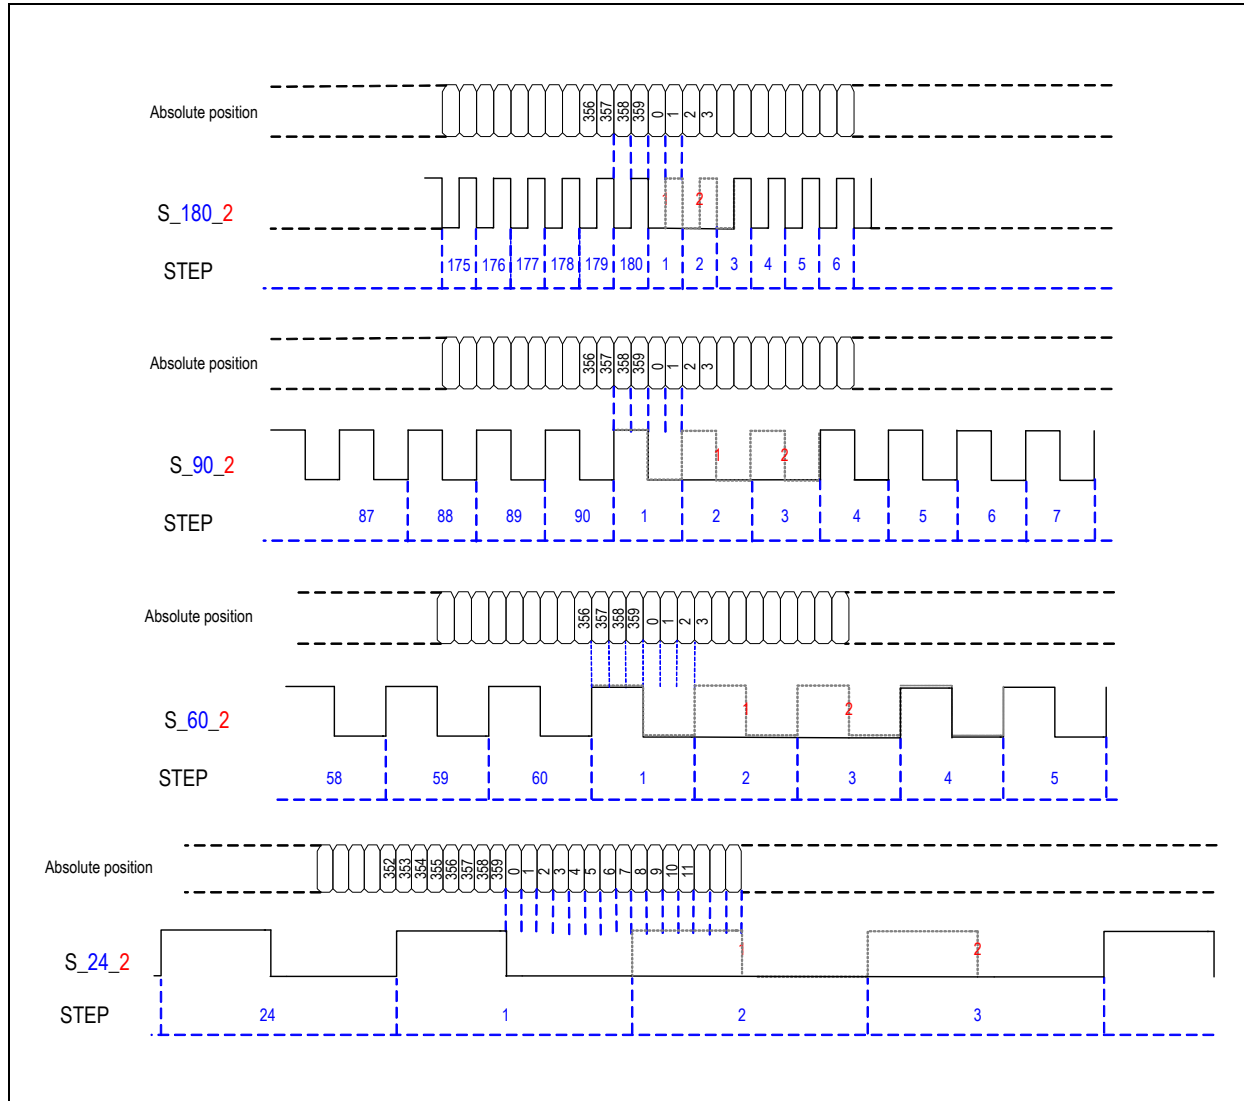 Absolute position 356 357 358 359 0 1 2 3
S_180_2 1 2
STEP 175 176 177 178 179 180 1 2 3 4 5 6
Absolute position 356 357 358 359 0 1 2 3
S_90_2 1 2
STEP 87 88 89 90 1 2 3 4 5 6 7
Absolute position 356 357 358 359 0 1 2 3
S_60_2 1 2
STEP 58 59 60 1 2 3 4 5
Absolute position 352 353 354 355 356 357 358 359 0 1 2 3 4 5 6 7 8 9 10 11
S_24_2 1 2
STEP 24 1 2 3